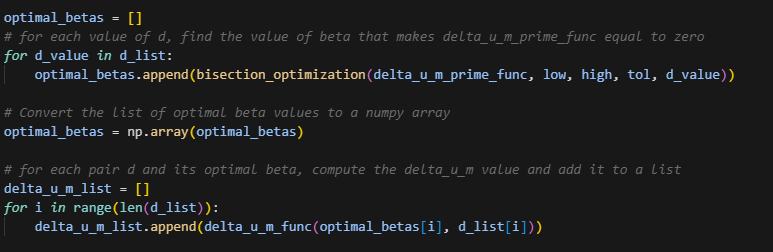 optimal_betas = []
# for each value of d, find the value of beta that makes delta_u_m_prime_func equal to zero
for d_value in d_list:
    optimal_betas.append(bisection_optimization(delta_u_m_prime_func, low, high, tol, d_value))
# Convert the list of optimal beta values to a numpy array
optimal_betas = np.array(optimal_betas)
# for each pair d and its optimal beta, compute the delta_u_m value and add it to a list
delta_u_m_list = []
for i in range(len(d_list)):
    delta_u_m_list.append(delta_u_m_func(optimal_betas[i], d_list[i]))